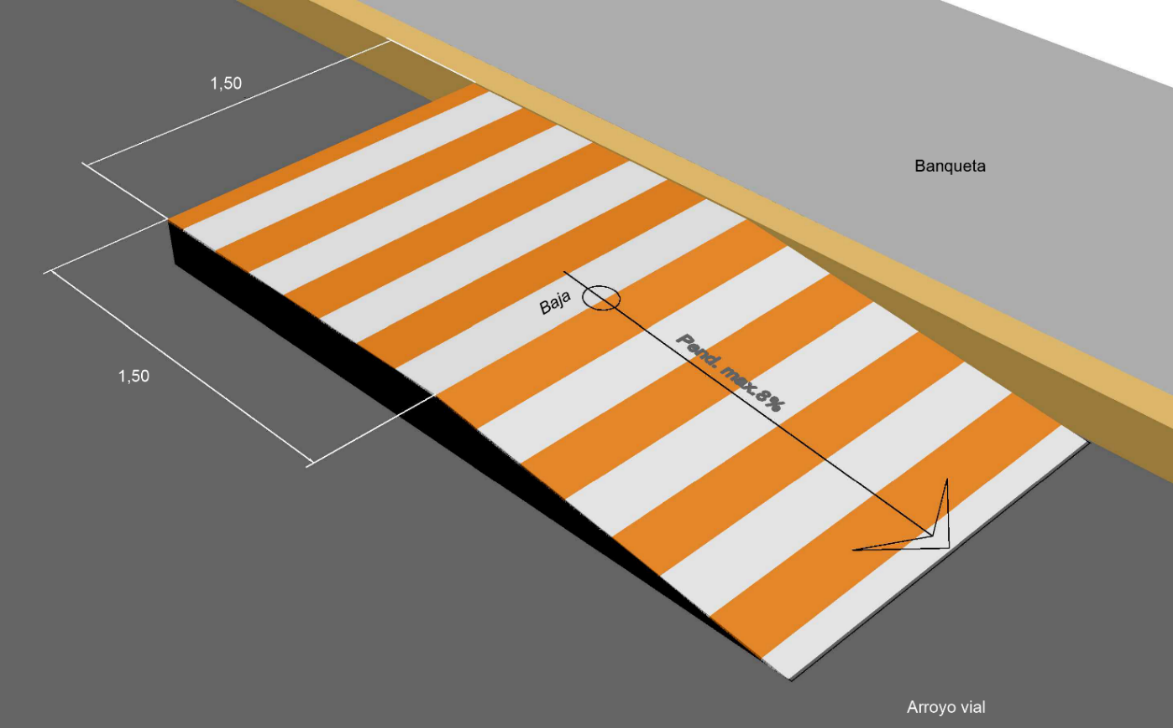 1,50
Banqueta
Baja
Pend. max.8%
1,50
Arroyo vial